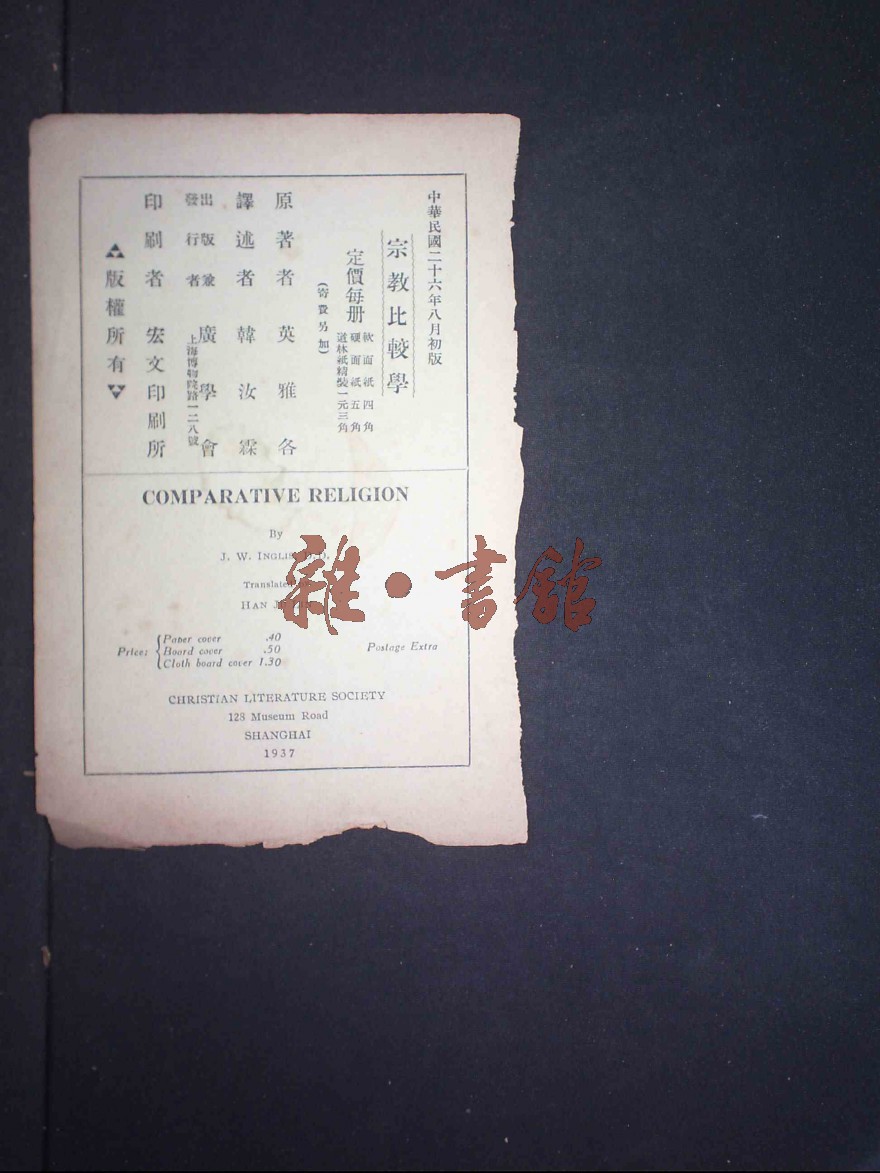 中華民國二十六年八月初版
宗教比較學
定價每册
軟面紙四角
硬面紙五角
道林紙精裝一元三角
(寄費另加)
原著者 英雅各
譯述者 韓汝霖
出版兼
發行者 廣學會
上海博物院路一二八號
印刷者 宏文印刷所
版權所有
COMPARATIVE RELIGION
By
J. W. INGLIS
Translated
HAN
Price: Paper cover .40
Board cover .50
Cloth board cover 1.30
Postage Extra
CHRISTIAN LITERATURE SOCIETY
128 Museum Road
SHANGHAI
1937
雜·書館